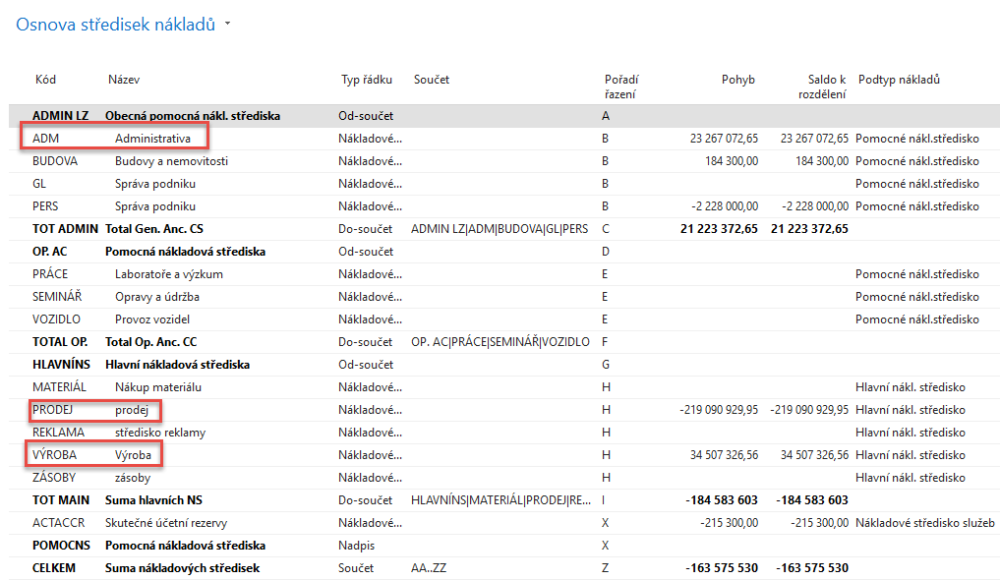 Osnova středisek nákladů
Kód Název Typ řádku Součet Pořadí řazení Pohyb Saldo k rozdělení Podtyp nákladů
ADMIN LZ Obecná pomocná nákl. střediska Od-součet A
ADM Administrativa Nákladové... B 23 267 072,65 23 267 072,65 Pomocné nákl.středisko
BUDOVA Budovy a nemovitosti Nákladové... B 184 300,00 184 300,00 Pomocné nákl.středisko
GL Správa podniku Nákladové... B Pomocné nákl.středisko
PERS Správa podniku Nákladové... B -2 228 000,00 -2 228 000,00 Pomocné nákl.středisko
TOT ADMIN Total Gen. Anc. CS Do-součet ADMIN LZ|ADM|BUDOVA|GL|PERS C 21 223 372,65 21 223 372,65
OP. AC Pomocná nákladová střediska Od-součet D
PRÁCE Laboratoře a výzkum Nákladové... E Pomocné nákl.středisko
SEMINÁŘ Opravy a údržba Nákladové... E Pomocné nákl.středisko
VOZIDLO Provoz vozidel Nákladové... E Pomocné nákl.středisko
TOTAL OP. Total Op. Anc. CC Do-součet OP. AC|PRÁCE|SEMINÁŘ|VOZIDLO F
HLAVNÍNS Hlavní nákladová střediska Od-součet G
MATERIÁL Nákup materiálu Nákladové... H Hlavní nákl. středisko
PRODEJ prodej Nákladové... H -219 090 929,95 -219 090 929,95 Hlavní nákl. středisko
REKLAMA středisko reklamy Nákladové... H Hlavní nákl. středisko
VÝROBA Výroba Nákladové... H 34 507 326,56 34 507 326,56 Hlavní nákl. středisko
ZÁSOBY zásoby Nákladové... H Hlavní nákl. středisko
TOT MAIN Suma hlavních NS Do-součet HLAVNÍNS|MATERIÁL|PRODEJ|RE... I -184 583 603 -184 583 603
ACTACCR Skutečné účetní rezervy Nákladové... X -215 300,00 -215 300,00 Nákladové středisko služeb
POMOCNS Pomocná nákladová střediska Nadpis X
CELKEM Suma nákladových středisek Součet AA..ZZ Z -163 575 530 -163 575 530